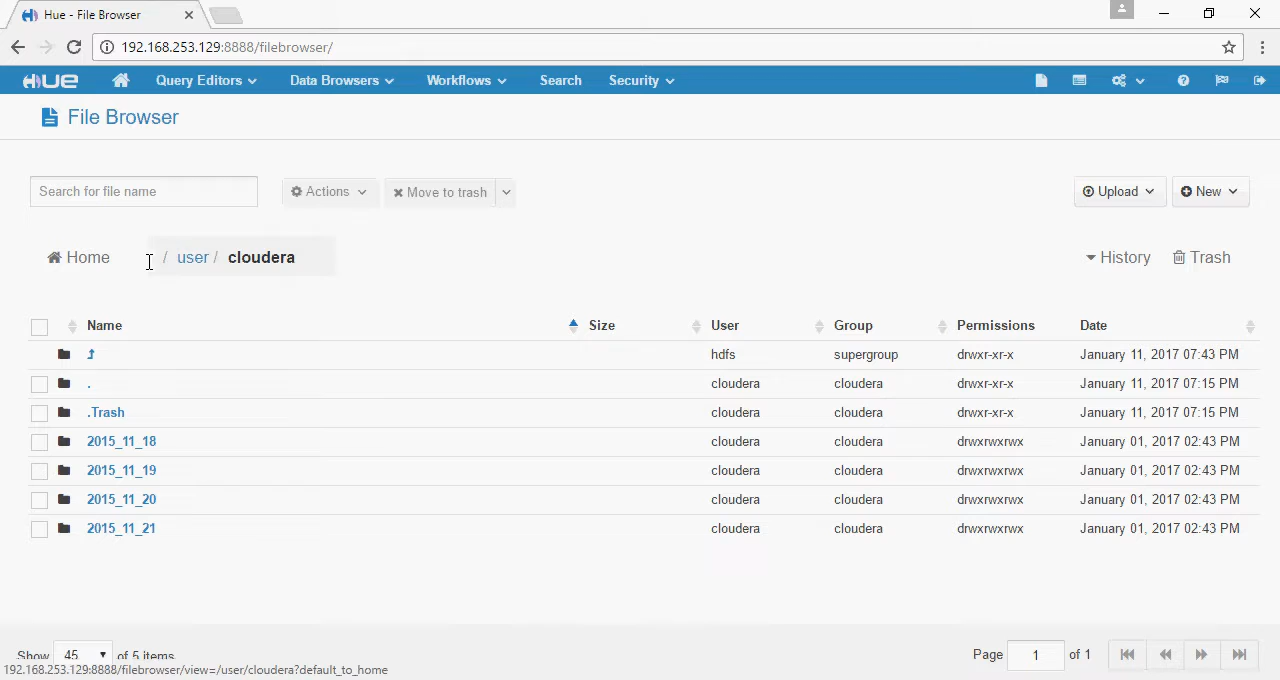 Hue - File Browser
192.168.253.129:8888/filebrowser/
HUE Query Editors Data Browsers Workflows Search Security
File Browser
Search for file name Actions Move to trash Upload New
Home / user / cloudera History Trash
Name Size User Group Permissions Date
hdfs supergroup drwxr-xr-x January 11, 2017 07:43 PM
. cloudera cloudera drwxr-xr-x January 11, 2017 07:15 PM
.Trash cloudera cloudera drwxr-xr-x January 11, 2017 07:15 PM
2015_11_18 cloudera cloudera drwxrwxrwx January 01, 2017 02:43 PM
2015_11_19 cloudera cloudera drwxrwxrwx January 01, 2017 02:43 PM
2015_11_20 cloudera cloudera drwxrwxrwx January 01, 2017 02:43 PM
2015_11_21 cloudera cloudera drwxrwxrwx January 01, 2017 02:43 PM
Show 45 of 5 items Page 1 of 1
192.168.253.129:8888/filebrowser/view=/user/cloudera?default_to_home